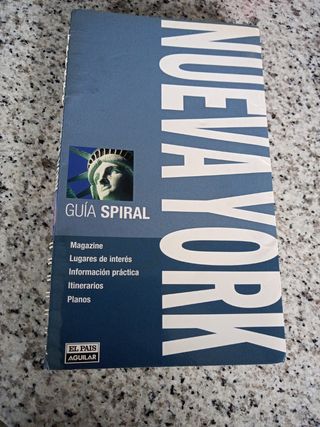 NUEVA YORK
GUÍA SPIRAL
Magazine
Lugares de interés
Información práctica
Itinerarios
Planos
EL PAIS
AGUILAR